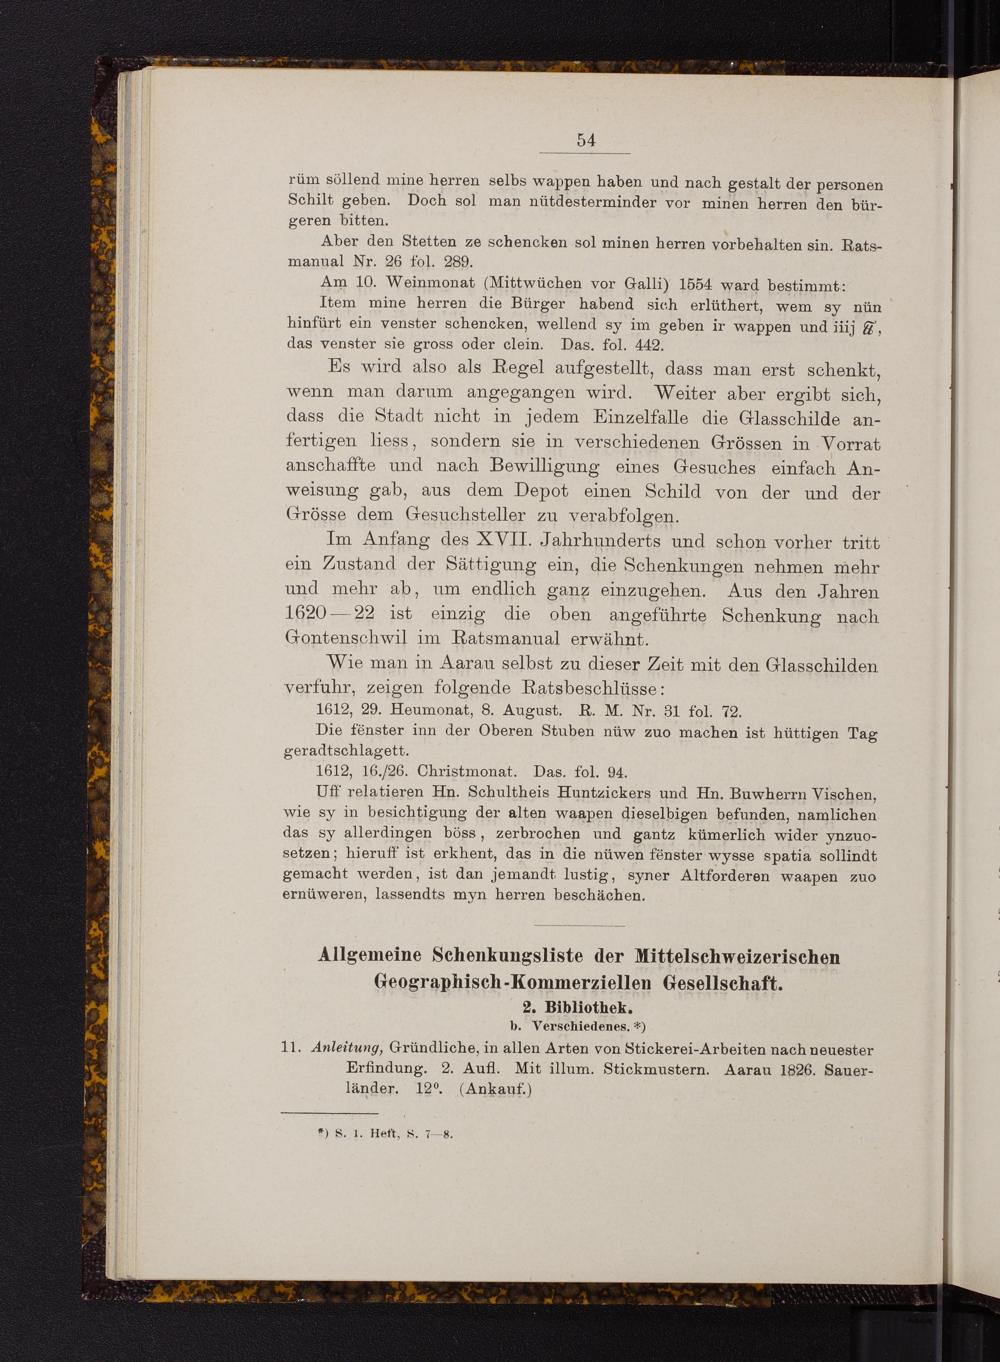 54
rüm söllend mine herren selbs wappen haben und nach gestalt der personen
Schilt geben. Doch sol man nütdesterminder vor minen herren den bür-
geren bitten.
Aber den Stetten ze schencken sol minen herren vorbehalten sin. Rats-
manual Nr. 26 fol. 289.
Am 10. Weinmonat (Mittwüchen vor Galli) 1554 ward bestimmt:
Item mine herren die Bürger habend sich erlüthert, wem sy nün
hinfürt ein venster schencken, wellend sy im geben ir wappen und iiij ,
das venster sie gross oder clein. Das. fol. 442.
Es wird also als Regel aufgestellt, dass man erst schenkt,
wenn man darum angegangen wird. Weiter aber ergibt sich,
dass die Stadt nicht in jedem Einzelfalle die Glasschilde an-
fertigen liess, sondern sie in verschiedenen Grössen in Vorrat
anschaffte und nach Bewilligung eines Gesuches einfach An-
weisung gab, aus dem Depot einen Schild von der und der
Grösse dem Gesuchsteller zu verabfolgen.
Im Anfang des XVII. Jahrhunderts und schon vorher tritt
ein Zustand der Sättigung ein, die Schenkungen nehmen mehr
und mehr ab, um endlich ganz einzugehen. Aus den Jahren
1620—22 ist einzig die oben angeführte Schenkung nach
Gontenschwil im Ratsmanual erwähnt.
Wie man in Aarau selbst zu dieser Zeit mit den Glasschilden
verfuhr, zeigen folgende Ratsbeschlüsse:
1612, 29. Heumonat, 8. August. R. M. Nr. 31 fol. 72.
Die fënster inn der Oberen Stuben nüw zuo machen ist hüttigen Tag
geradtschlagett.
1612, 16./26. Christmonat. Das. fol. 94.
Uff relatieren Hn. Schultheis Huntzickers und Hn. Buwherrn Vischen,
wie sy in besichtigung der alten waapen dieselbigen befunden, namlichen
das sy allerdingen böss, zerbrochen und gantz kümerlich wider ynzuo-
setzen; hieruff ist erkhent, das in die nüwen fënster wysse spatia sollindt
gemacht werden, ist dan jemandt lustig, syner Altforderen waapen zuo
ernüweren, lassendts myn herren beschächen.
Allgemeine Schenkungsliste der Mittelschweizerischen
Geographisch-Kommerziellen Gesellschaft.
2. Bibliothek.
b. Verschiedenes. *)
11. Anleitung, Gründliche, in allen Arten von Stickerei-Arbeiten nach neuester
Erfindung. 2. Aufl. Mit illum. Stickmustern. Aarau 1826. Sauer-
länder. 12⁰. (Ankauf.)
*) S. 1. Heft, S. 7—8.